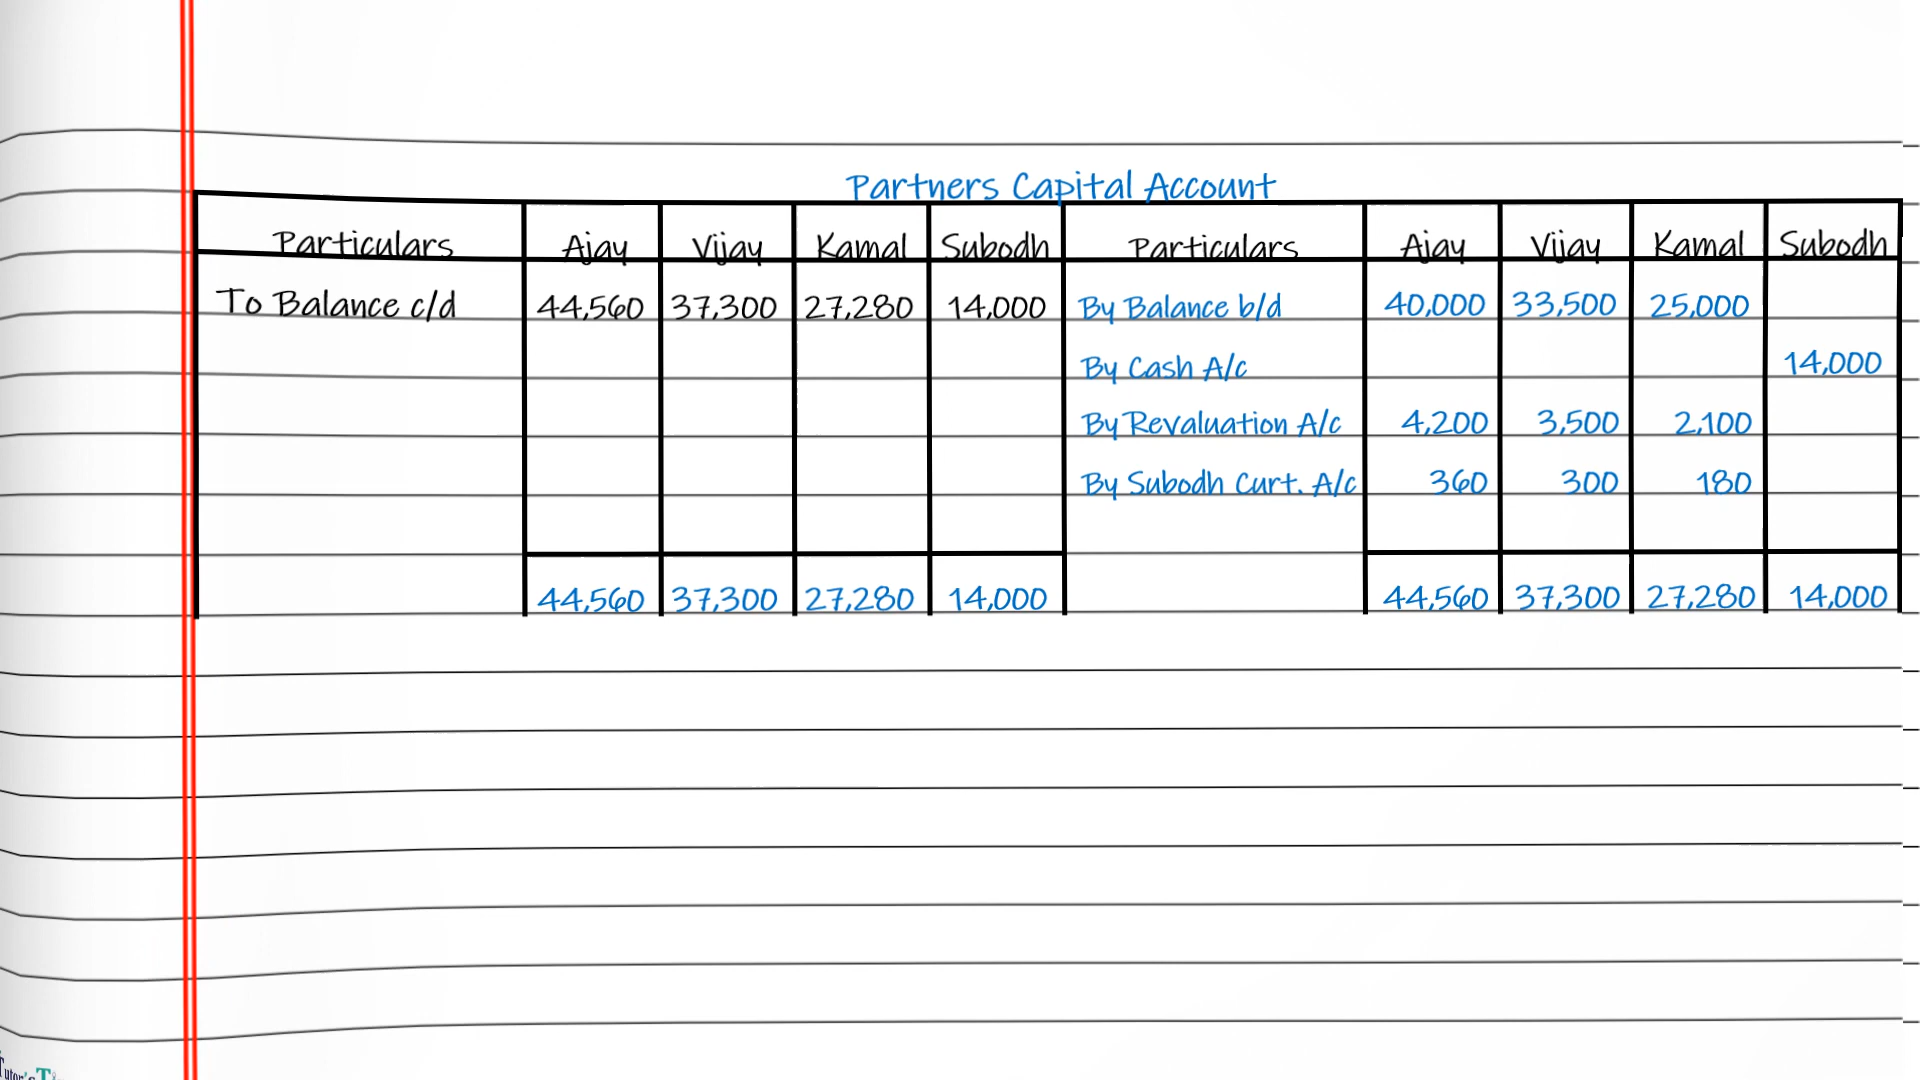 Partners Capital Account
Particulars Ajay Vijay Kamal Subodh Particulars Ajay Vijay Kamal Subodh
To Balance c/d 44,560 37,300 27,280 14,000 By Balance b/d 40,000 33,500 25,000
By Cash A/c 14,000
By Revaluation A/c 4,200 3,500 2,100
By Subodh Curt. A/c 360 300 180
44,560 37,300 27,280 14,000 44,560 37,300 27,280 14,000
Tutor's